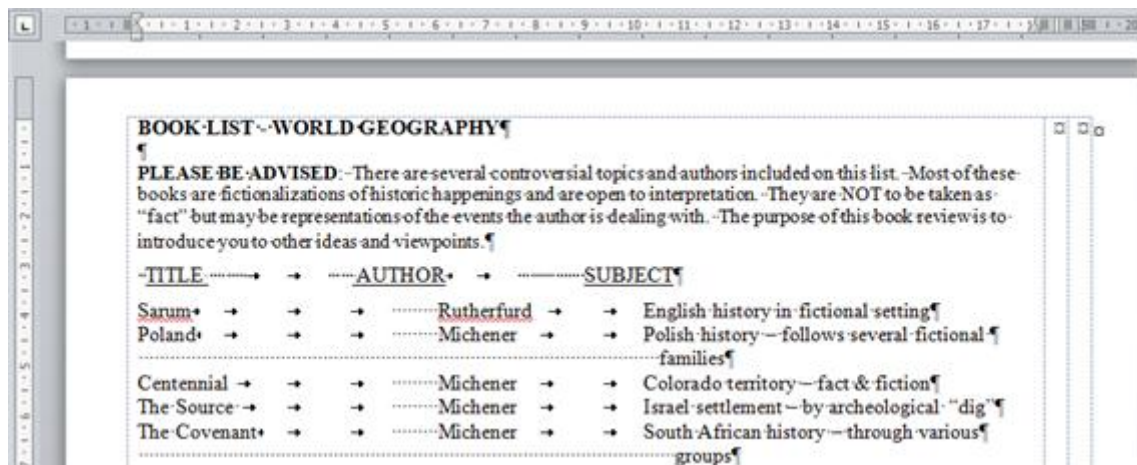 BOOK LIST - WORLD GEOGRAPHY
PLEASE BE ADVISED: There are several controversial topics and authors included on this list. Most of these
books are fictionalizations of historic happenings and are open to interpretation. They are NOT to be taken as
“fact” but may be representations of the events the author is dealing with. The purpose of this book review is to
introduce you to other ideas and viewpoints.
TITLE AUTHOR SUBJECT
Sarum Rutherfurd English history in fictional setting
Poland Michener Polish history – follows several fictional
families
Centennial Michener Colorado territory – fact & fiction
The Source Michener Israel settlement – by archeological “dig”
The Covenant Michener South African history – through various
groups